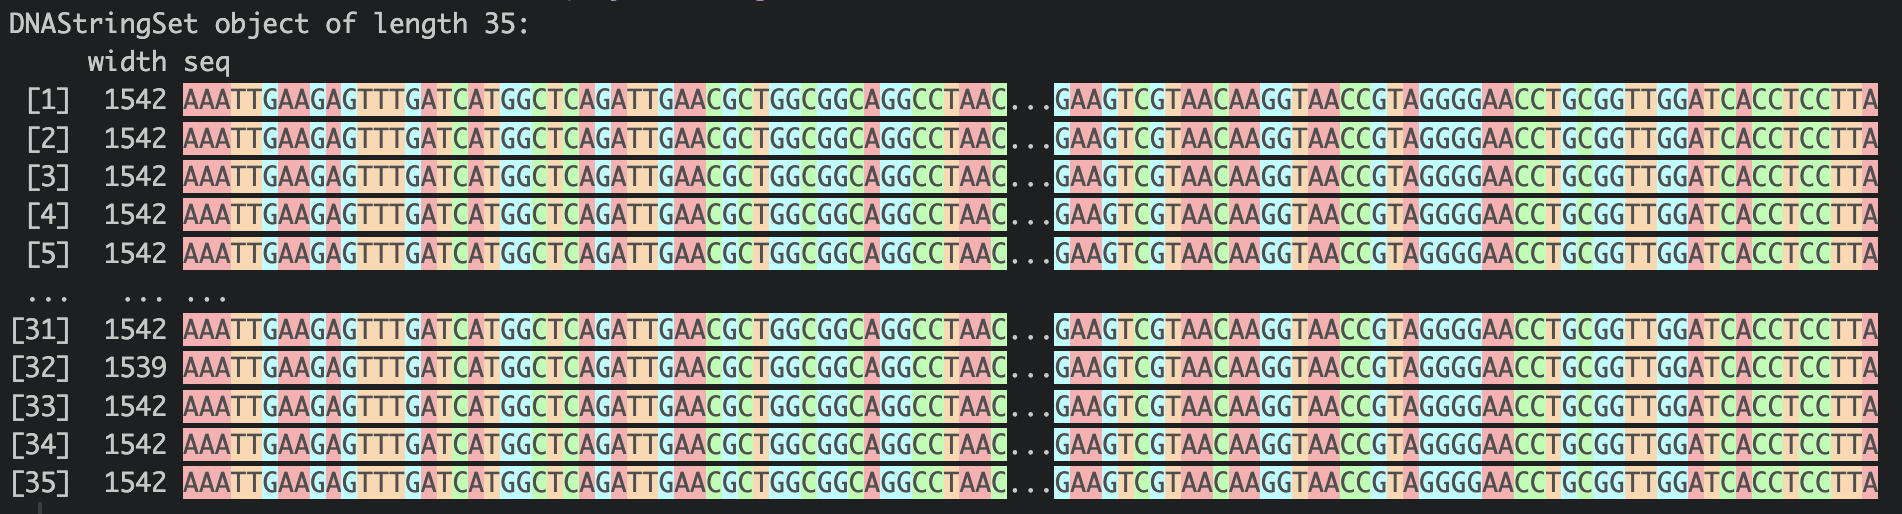 DNAStringSet object of length 35:
width seq
[1] 1542 AAATTGAAGAGTTTGATCATGGCTCAGATTGAACGCTGGCGGCAGGCCTAAC...GAAGTCGTAACAAGGTAACCGTAGGGGAACCTGCGGTTGGATCACCTCCTTA
[2] 1542 AAATTGAAGAGTTTGATCATGGCTCAGATTGAACGCTGGCGGCAGGCCTAAC...GAAGTCGTAACAAGGTAACCGTAGGGGAACCTGCGGTTGGATCACCTCCTTA
[3] 1542 AAATTGAAGAGTTTGATCATGGCTCAGATTGAACGCTGGCGGCAGGCCTAAC...GAAGTCGTAACAAGGTAACCGTAGGGGAACCTGCGGTTGGATCACCTCCTTA
[4] 1542 AAATTGAAGAGTTTGATCATGGCTCAGATTGAACGCTGGCGGCAGGCCTAAC...GAAGTCGTAACAAGGTAACCGTAGGGGAACCTGCGGTTGGATCACCTCCTTA
[5] 1542 AAATTGAAGAGTTTGATCATGGCTCAGATTGAACGCTGGCGGCAGGCCTAAC...GAAGTCGTAACAAGGTAACCGTAGGGGAACCTGCGGTTGGATCACCTCCTTA
... ... ...
[31] 1542 AAATTGAAGAGTTTGATCATGGCTCAGATTGAACGCTGGCGGCAGGCCTAAC...GAAGTCGTAACAAGGTAACCGTAGGGGAACCTGCGGTTGGATCACCTCCTTA
[32] 1539 AAATTGAAGAGTTTGATCATGGCTCAGATTGAACGCTGGCGGCAGGCCTAAC...GAAGTCGTAACAAGGTAACCGTAGGGGAACCTGCGGTTGGATCACCTCCTTA
[33] 1542 AAATTGAAGAGTTTGATCATGGCTCAGATTGAACGCTGGCGGCAGGCCTAAC...GAAGTCGTAACAAGGTAACCGTAGGGGAACCTGCGGTTGGATCACCTCCTTA
[34] 1542 AAATTGAAGAGTTTGATCATGGCTCAGATTGAACGCTGGCGGCAGGCCTAAC...GAAGTCGTAACAAGGTAACCGTAGGGGAACCTGCGGTTGGATCACCTCCTTA
[35] 1542 AAATTGAAGAGTTTGATCATGGCTCAGATTGAACGCTGGCGGCAGGCCTAAC...GAAGTCGTAACAAGGTAACCGTAGGGGAACCTGCGGTTGGATCACCTCCTTA